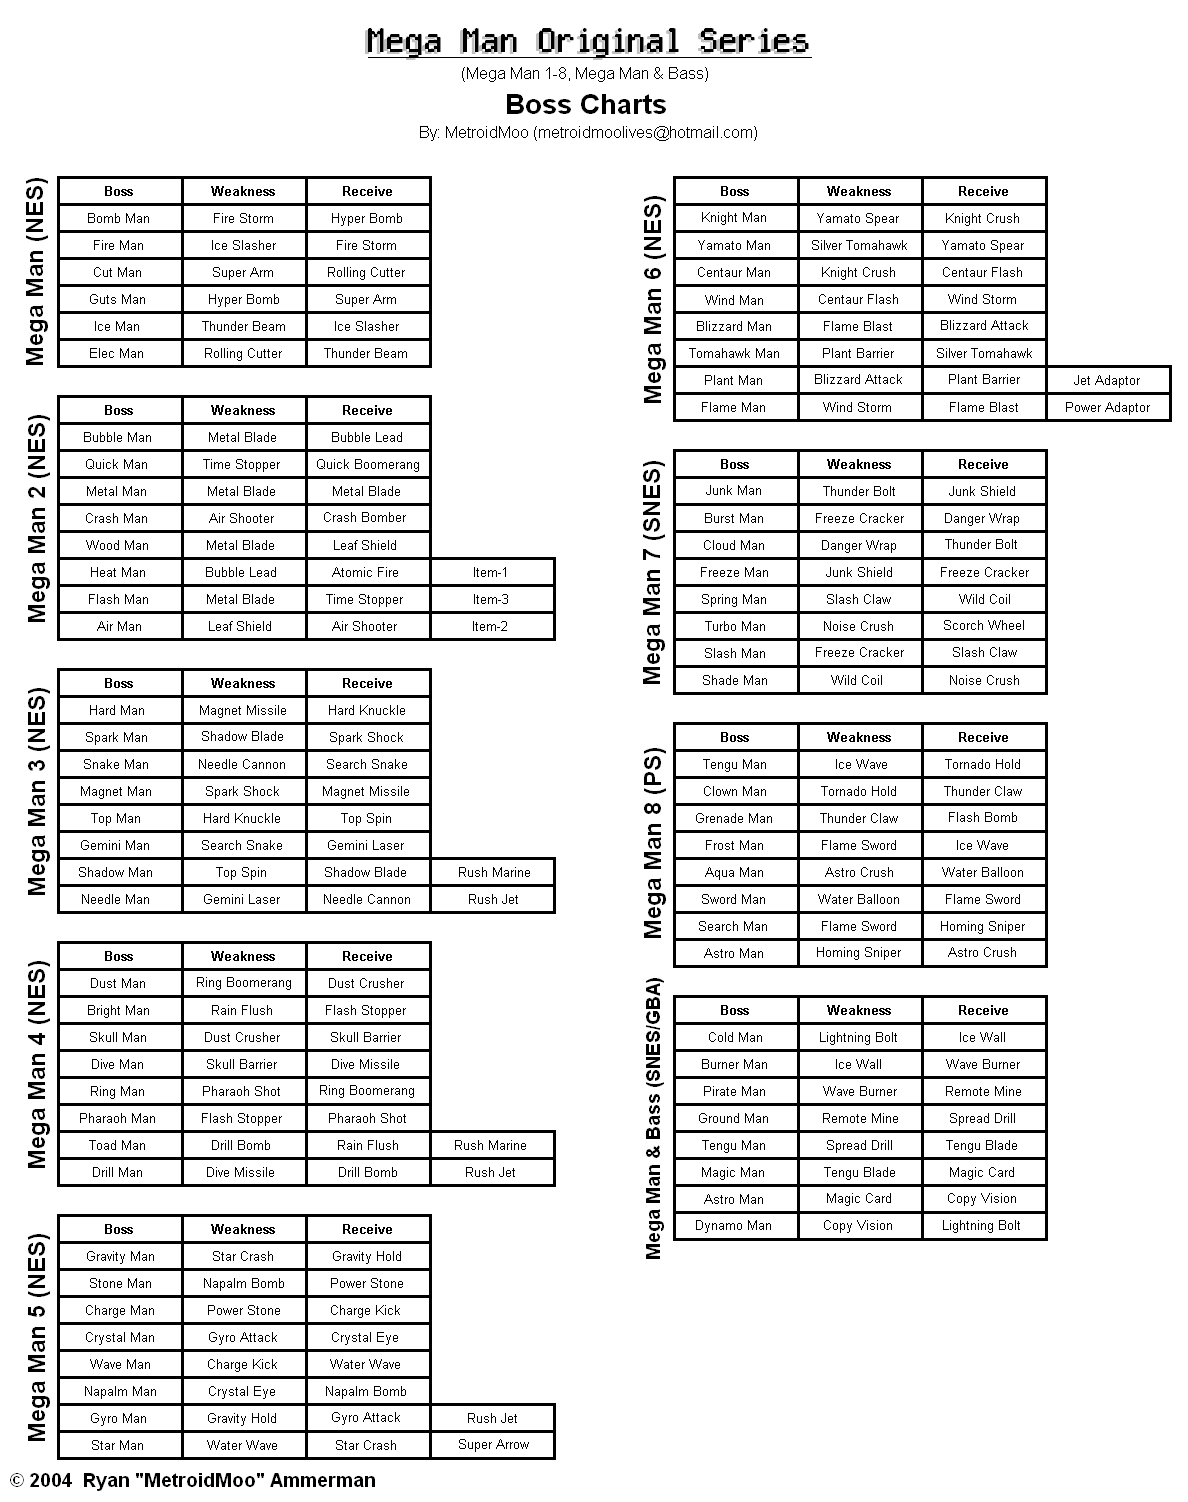 Mega Man Original Series
(Mega Man 1-8, Mega Man & Bass)
Boss Charts
By: MetroidMoo (metroidmoolives@hotmail.com)
Mega Man (NES)
Boss Weakness Receive
Bomb Man Fire Storm Hyper Bomb
Fire Man Ice Slasher Fire Storm
Cut Man Super Arm Rolling Cutter
Guts Man Hyper Bomb Super Arm
Ice Man Thunder Beam Ice Slasher
Elec Man Rolling Cutter Thunder Beam
Mega Man 2 (NES)
Boss Weakness Receive
Bubble Man Metal Blade Bubble Lead
Quick Man Time Stopper Quick Boomerang
Metal Man Metal Blade Metal Blade
Crash Man Air Shooter Crash Bomber
Wood Man Metal Blade Leaf Shield
Heat Man Bubble Lead Atomic Fire Item-1
Flash Man Metal Blade Time Stopper Item-3
Air Man Leaf Shield Air Shooter Item-2
Mega Man 3 (NES)
Boss Weakness Receive
Hard Man Magnet Missile Hard Knuckle
Spark Man Shadow Blade Spark Shock
Snake Man Needle Cannon Search Snake
Magnet Man Spark Shock Magnet Missile
Top Man Hard Knuckle Top Spin
Gemini Man Search Snake Gemini Laser
Shadow Man Top Spin Shadow Blade Rush Marine
Needle Man Gemini Laser Needle Cannon Rush Jet
Mega Man 4 (NES)
Boss Weakness Receive
Dust Man Ring Boomerang Dust Crusher
Bright Man Rain Flush Flash Stopper
Skull Man Dust Crusher Skull Barrier
Dive Man Skull Barrier Dive Missile
Ring Man Pharaoh Shot Ring Boomerang
Pharaoh Man Flash Stopper Pharaoh Shot
Toad Man Drill Bomb Rain Flush Rush Marine
Drill Man Dive Missile Drill Bomb Rush Jet
Mega Man 5 (NES)
Boss Weakness Receive
Gravity Man Star Crash Gravity Hold
Stone Man Napalm Bomb Power Stone
Charge Man Power Stone Charge Kick
Crystal Man Gyro Attack Crystal Eye
Wave Man Charge Kick Water Wave
Napalm Man Crystal Eye Napalm Bomb
Gyro Man Gravity Hold Gyro Attack Rush Jet
Star Man Water Wave Star Crash Super Arrow
Mega Man 6 (NES)
Boss Weakness Receive
Knight Man Yamato Spear Knight Crush
Yamato Man Silver Tomahawk Yamato Spear
Centaur Man Knight Crush Centaur Flash
Wind Man Centaur Flash Wind Storm
Blizzard Man Flame Blast Blizzard Attack
Tomahawk Man Plant Barrier Silver Tomahawk
Plant Man Blizzard Attack Plant Barrier Jet Adaptor
Flame Man Wind Storm Flame Blast Power Adaptor
Mega Man 7 (SNES)
Boss Weakness Receive
Junk Man Thunder Bolt Junk Shield
Burst Man Freeze Cracker Danger Wrap
Cloud Man Danger Wrap Thunder Bolt
Freeze Man Junk Shield Freeze Cracker
Spring Man Slash Claw Wild Coil
Turbo Man Noise Crush Scorch Wheel
Slash Man Freeze Cracker Slash Claw
Shade Man Wild Coil Noise Crush
Mega Man 8 (PS)
Boss Weakness Receive
Tengu Man Ice Wave Tornado Hold
Clown Man Tornado Hold Thunder Claw
Grenade Man Thunder Claw Flash Bomb
Frost Man Flame Sword Ice Wave
Aqua Man Astro Crush Water Balloon
Sword Man Water Balloon Flame Sword
Search Man Flame Sword Homing Sniper
Astro Man Homing Sniper Astro Crush
Mega Man & Bass (SNES/GBA)
Boss Weakness Receive
Cold Man Lightning Bolt Ice Wall
Burner Man Ice Wall Wave Burner
Pirate Man Wave Burner Remote Mine
Ground Man Remote Mine Spread Drill
Tengu Man Spread Drill Tengu Blade
Magic Man Tengu Blade Magic Card
Astro Man Magic Card Copy Vision
Dynamo Man Copy Vision Lightning Bolt
© 2004 Ryan "MetroidMoo" Ammerman